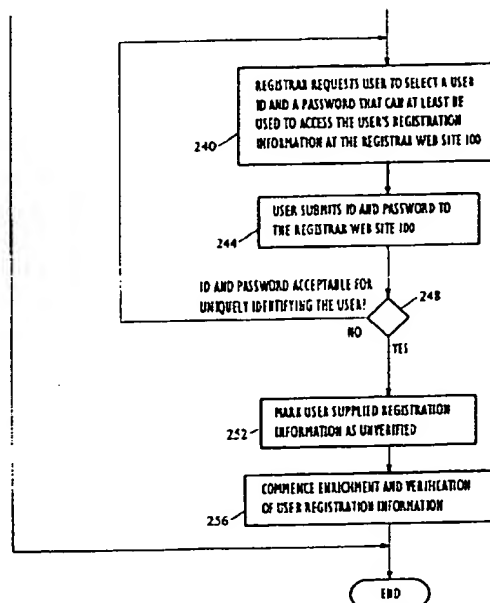 REGISTRAR REQUESTS USER TO SELECT A USER
ID AND A PASSWORD THAT CAN AT LEAST BE
USED TO ACCESS THE USER'S REGISTRATION
INFORMATION AT THE REGISTRAR WEB SITE 100
240
USER SUBMITS ID AND PASSWORD TO
THE REGISTRAR WEB SITE 100
244
ID AND PASSWORD ACCEPTABLE FOR
UNIQUELY IDENTIFYING THE USER?
248
NO
YES
MARK USER SUPPLIED REGISTRATION
INFORMATION AS UNVERIFIED
252
COMMENCE ENRICHMENT AND VERIFICATION
OF USER REGISTRATION INFORMATION
256
END